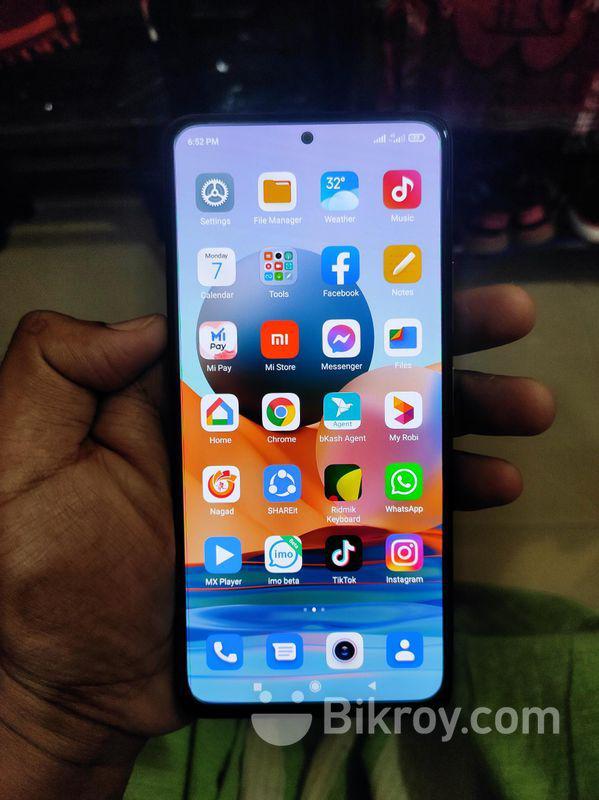 6:52 PM
32°
Settings File Manager Weather Music
Monday
7
Calendar Tools Facebook Notes
Mi
Pay
mi
Mi Pay Mi Store Messenger Files
Agent
Home Chrome bKash Agent My Robi
Nagad SHAREit Ridmik Keyboard WhatsApp
imo
Beta
MX Player imo beta TikTok Instagram
Bikroy.com